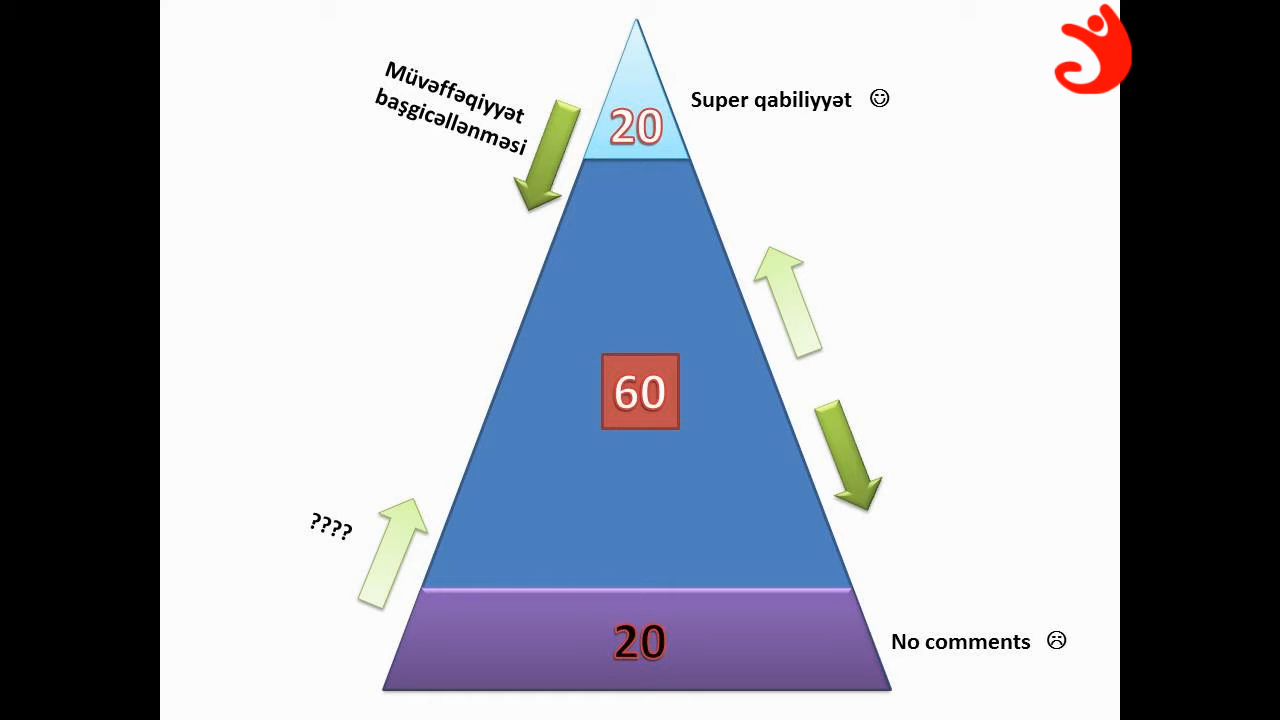 Müvəffəqiyyət
başgicəllənməsi
20
Super qabiliyyət ☺
60
????
20
No comments ☹